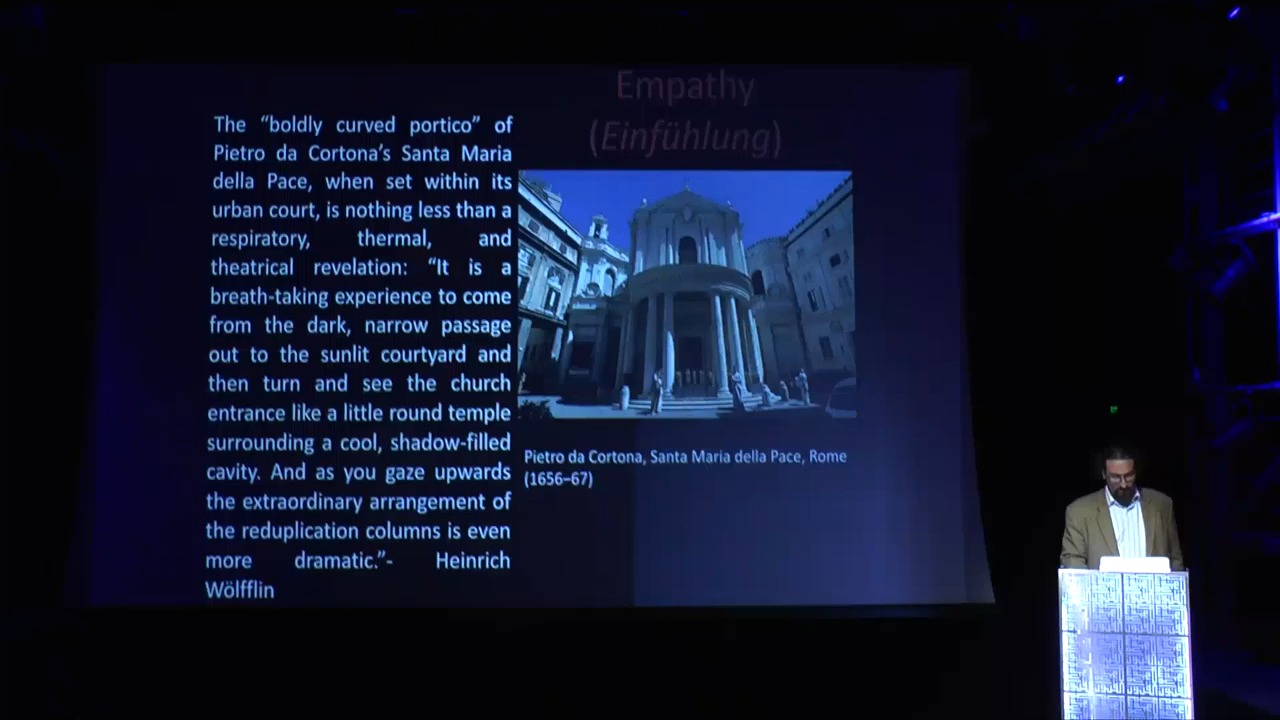 Empathy
(Einfühlung)
The “boldly curved portico” of
Pietro da Cortona’s Santa Maria
della Pace, when set within its
urban court, is nothing less than a
respiratory, thermal, and
theatrical revelation: “It is a
breath-taking experience to come
from the dark, narrow passage
out to the sunlit courtyard and
then turn and see the church
entrance like a little round temple
surrounding a cool, shadow-filled
cavity. And as you gaze upwards
the extraordinary arrangement of
the reduplication columns is even
more dramatic.”- Heinrich
Wölfflin
Pietro da Cortona, Santa Maria della Pace, Rome
(1656–67)